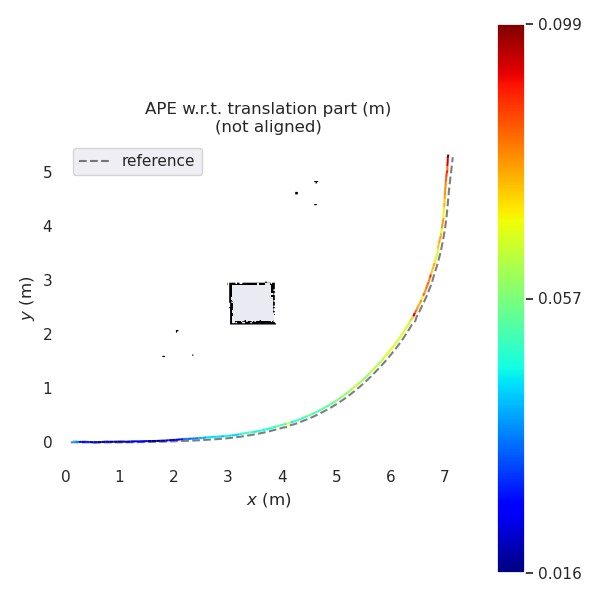 APE w.r.t. translation part (m)
(not aligned)
reference
5
4
3
2
1
0
y (m)
0 1 2 3 4 5 6 7
x (m)
0.099
0.057
0.016